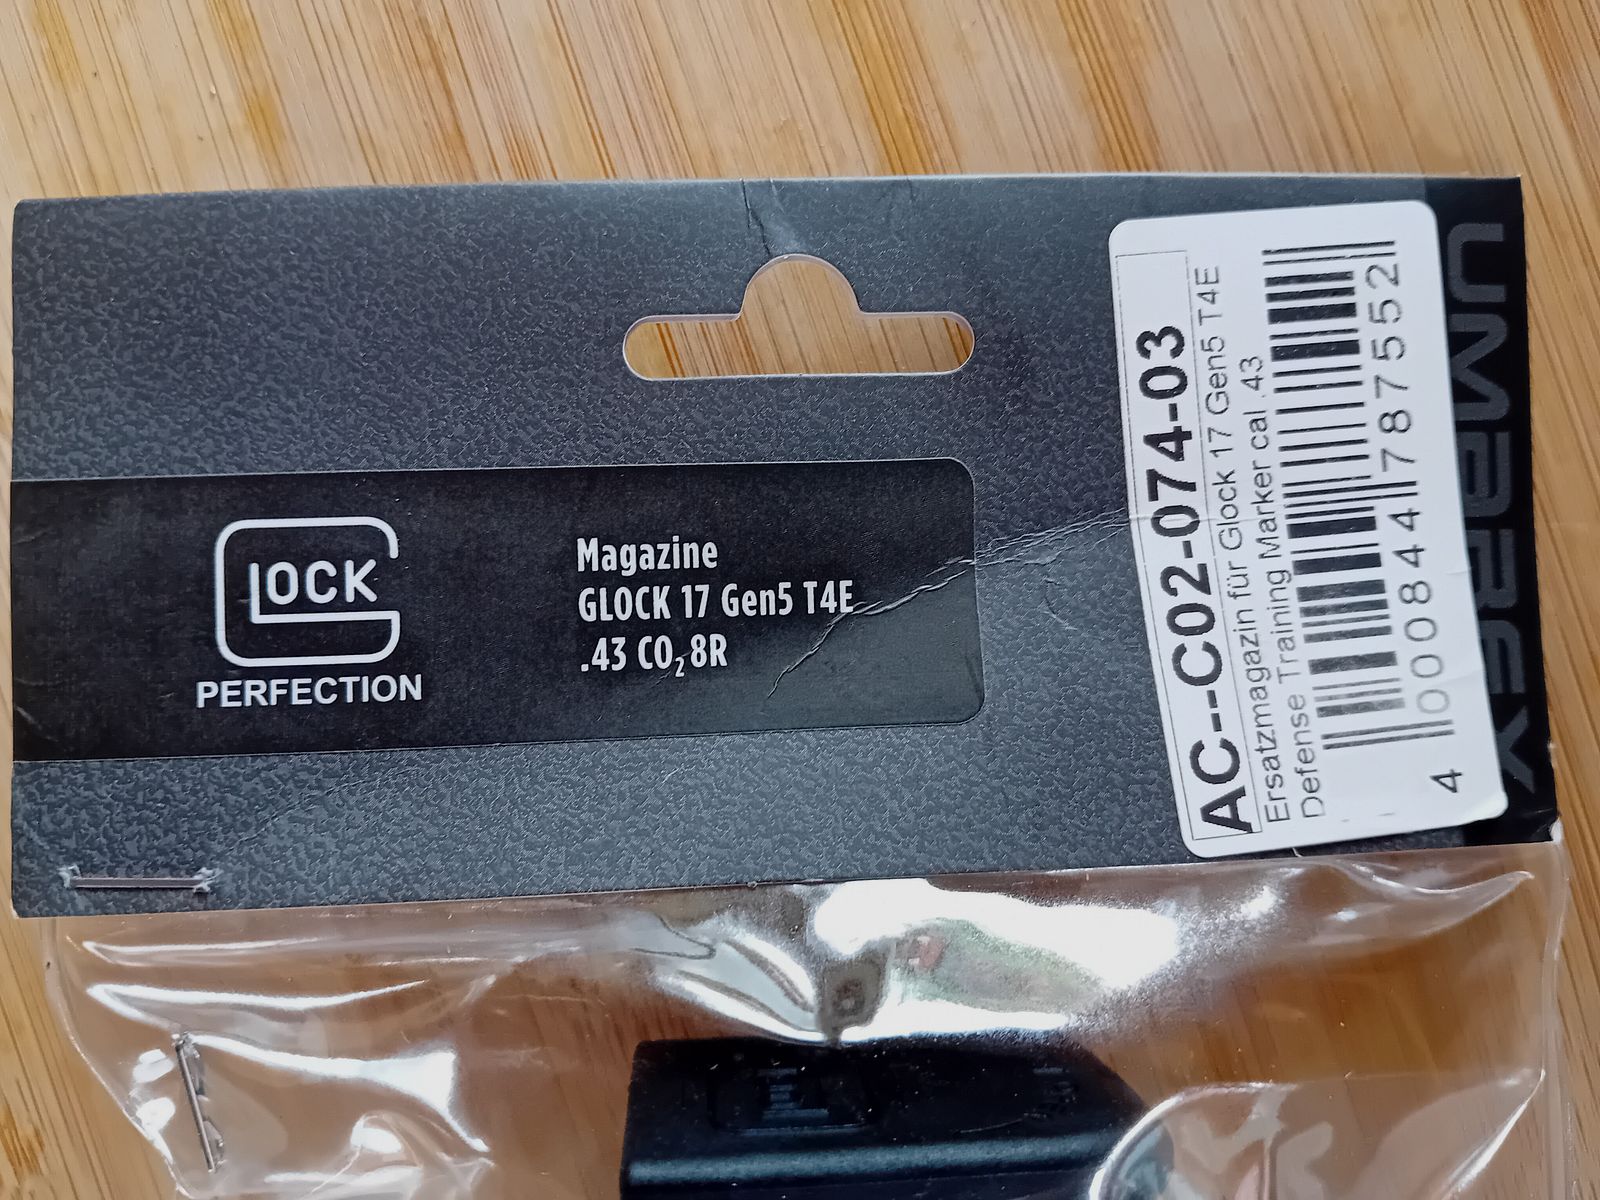 GLOCK
PERFECTION
Magazine
GLOCK 17 Gen5 T4E
.43 CO₂ 8R
AC--C02-074-03
Ersatzmagazin für Glock 17 Gen5 T4E
Defense Training Marker cal .43
4 000844 787552
UMAREX